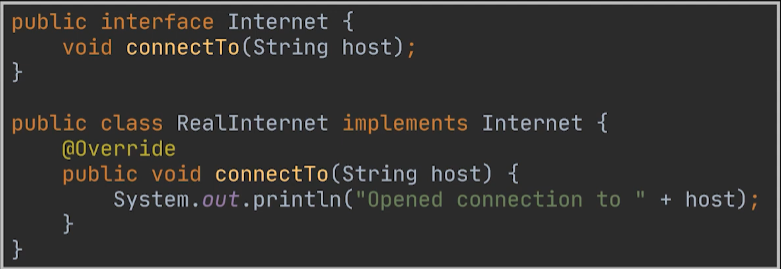 public interface Internet {
    void connectTo(String host);
}

public class RealInternet implements Internet {
    @Override
    public void connectTo(String host) {
        System.out.println("Opened connection to " + host);
    }
}